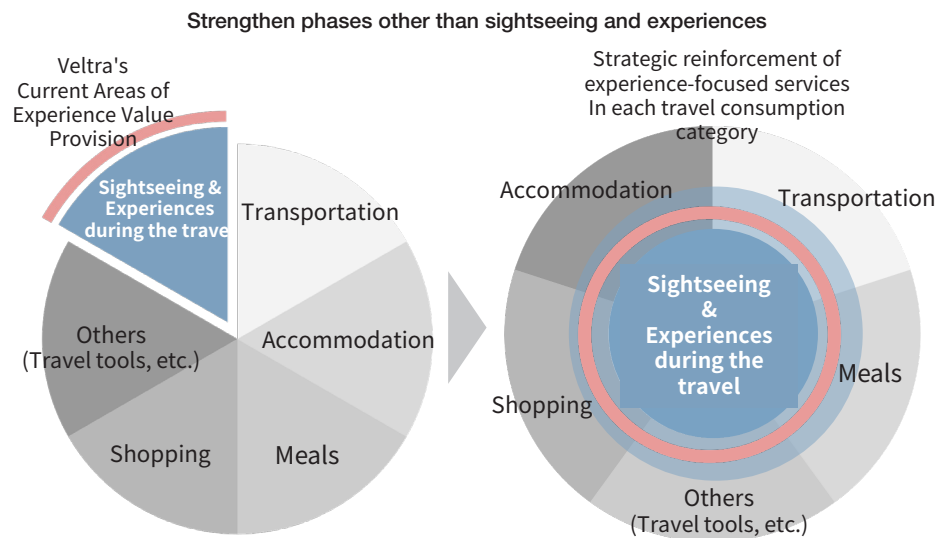 Strengthen phases other than sightseeing and experiences
Veltra's
Current Areas of
Experience Value
Provision
Sightseeing &
Experiences
during the trave
Transportation
Accommodation
Meals
Shopping
Others
(Travel tools, etc.)
Strategic reinforcement of
experience-focused services
In each travel consumption
category
Accommodation
Transportation
Meals
Others
(Travel tools, etc.)
Shopping
Sightseeing
&
Experiences
during the
travel